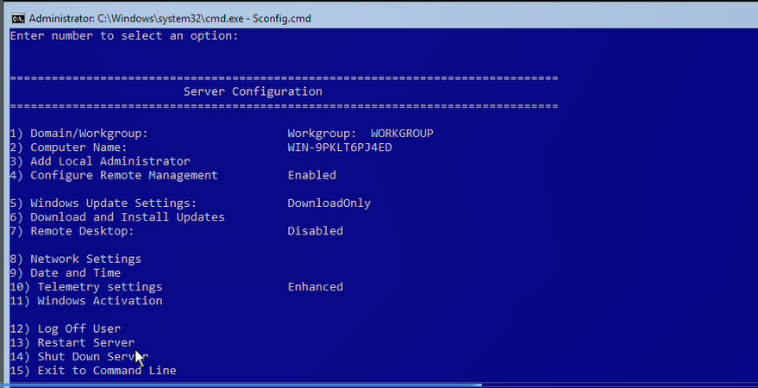 Administrator: C:\Windows\system32\cmd.exe - Sconfig.cmd
Enter number to select an option:
===============================================================================
Server Configuration
===============================================================================
1) Domain/Workgroup: Workgroup: WORKGROUP
2) Computer Name: WIN-9PKLT6PJ4ED
3) Add Local Administrator
4) Configure Remote Management Enabled
5) Windows Update Settings: DownloadOnly
6) Download and Install Updates
7) Remote Desktop: Disabled
8) Network Settings
9) Date and Time
10) Telemetry settings Enhanced
11) Windows Activation
12) Log Off User
13) Restart Server
14) Shut Down Server
15) Exit to Command Line